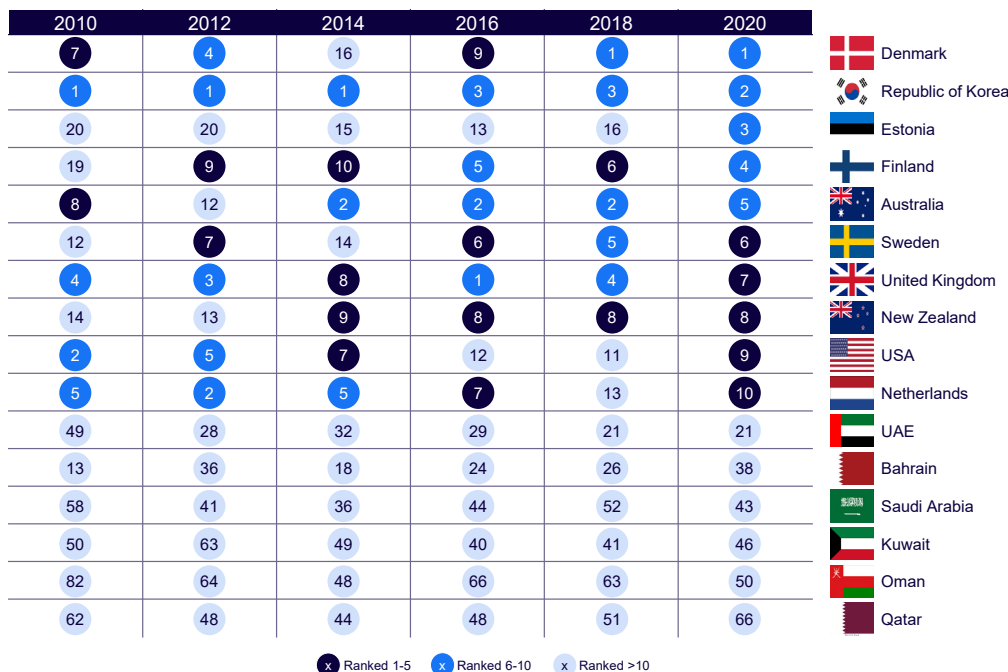 2010 2012 2014 2016 2018 2020
7 4 16 9 1 1 Denmark
1 1 1 3 3 2 Republic of Korea
20 20 15 13 16 3 Estonia
19 9 10 5 6 4 Finland
8 12 2 2 2 5 Australia
12 7 14 6 5 6 Sweden
4 3 8 1 4 7 United Kingdom
14 13 9 8 8 8 New Zealand
2 5 7 12 11 9 USA
5 2 5 7 13 10 Netherlands
49 28 32 29 21 21 UAE
13 36 18 24 26 38 Bahrain
58 41 36 44 52 43 Saudi Arabia
50 63 49 40 41 46 Kuwait
82 64 48 66 63 50 Oman
62 48 44 48 51 66 Qatar
x Ranked 1-5 x Ranked 6-10 x Ranked >10